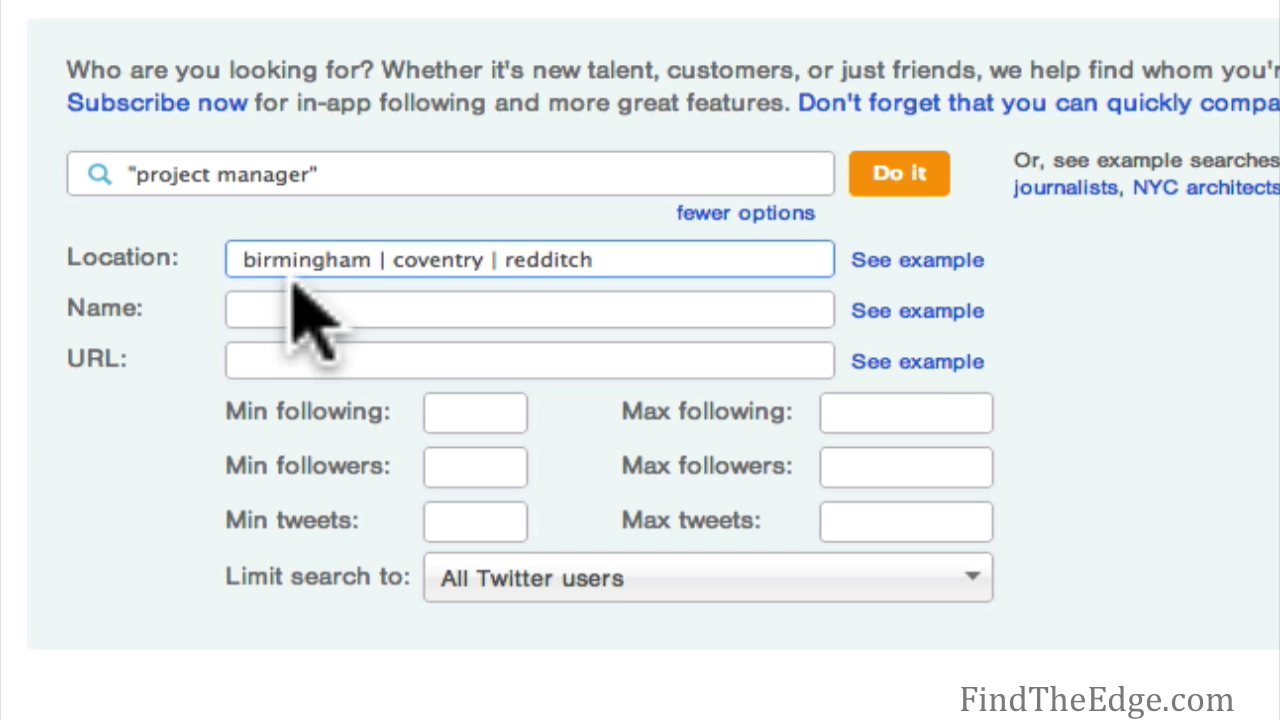 Who are you looking for? Whether it's new talent, customers, or just friends, we help find whom
Subscribe now for in-app following and more great features. Don't forget that you can quickly
"project manager"
Do it
Or, see example searches
journalists, NYC architects
fewer options
Location: birmingham | coventry | redditch See example
Name: See example
URL: See example
Min following: Max following:
Min followers: Max followers:
Min tweets: Max tweets:
Limit search to: All Twitter users
FindTheEdge.com